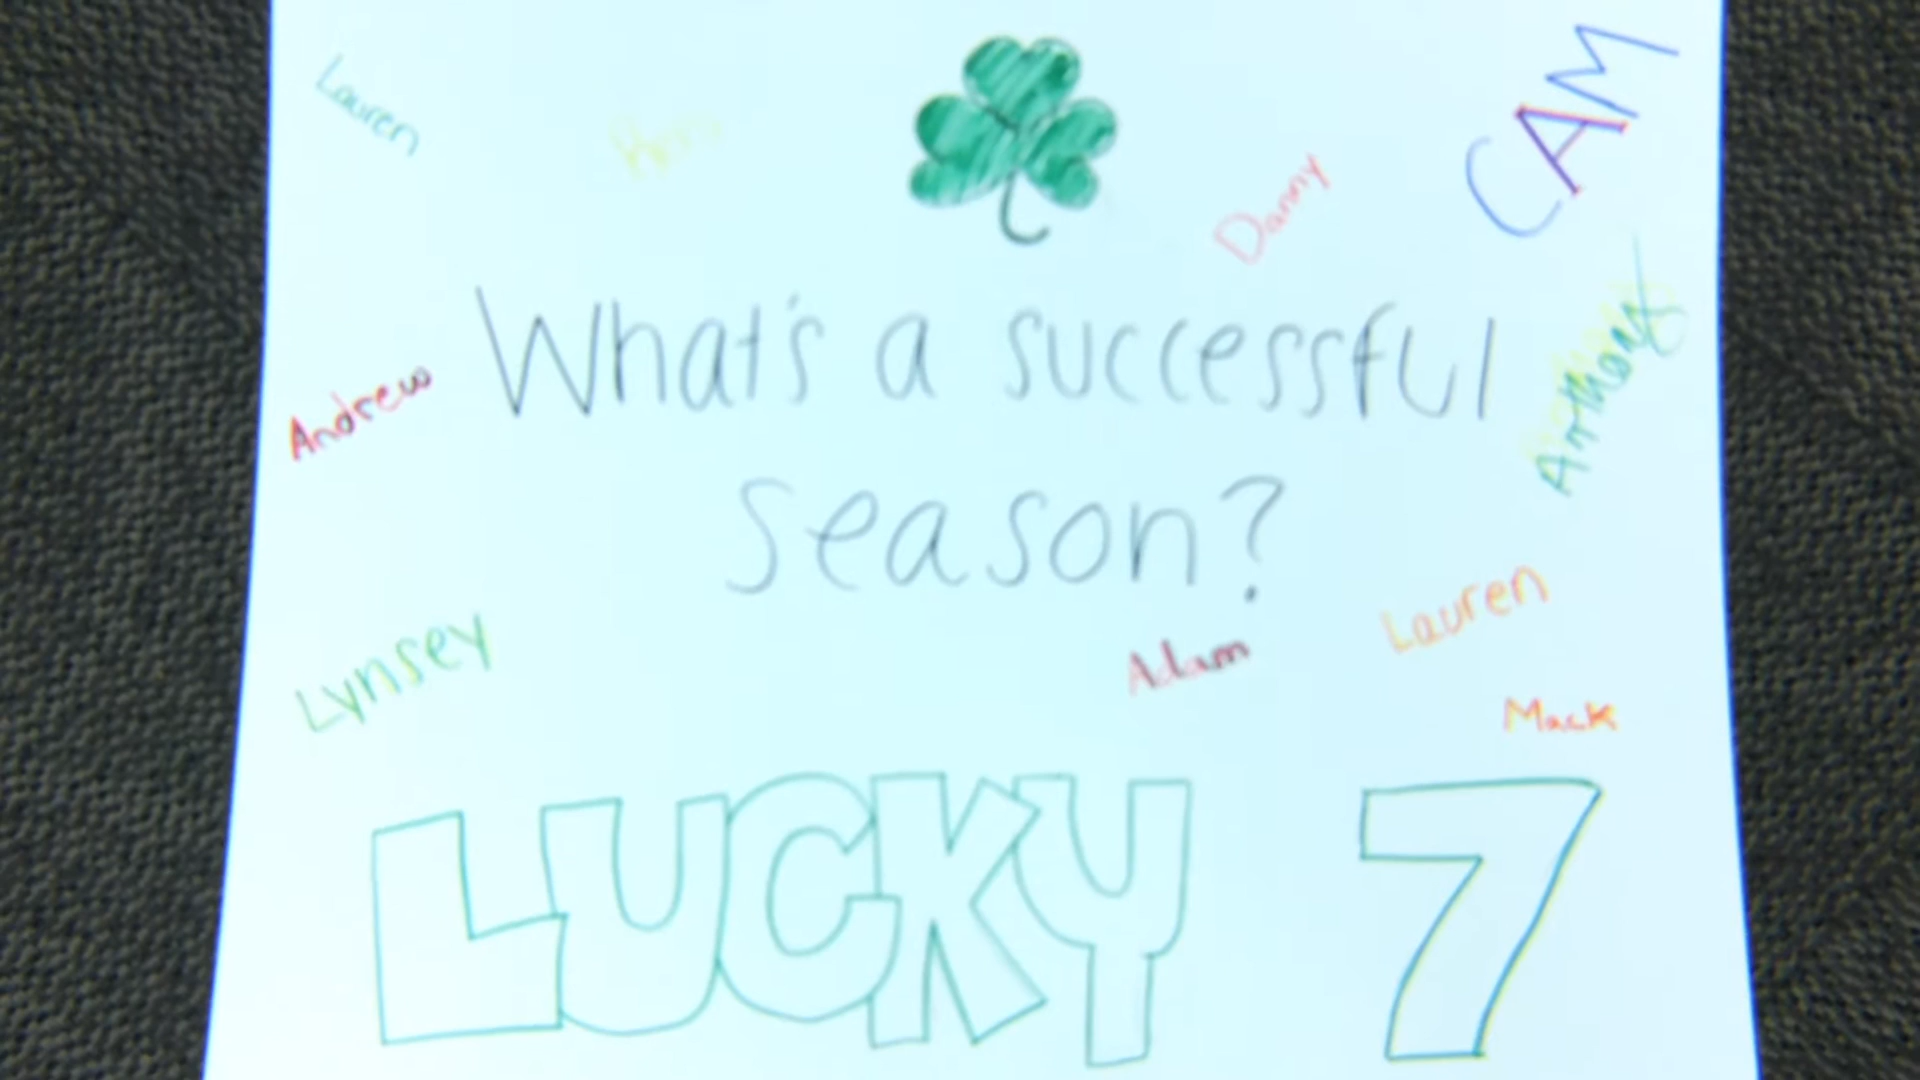 Lauren
CAM
Danny
Anthony
What's a successful
season?
Andrew
Lauren
Lynsey
Adam
Mack
LUCKY 7